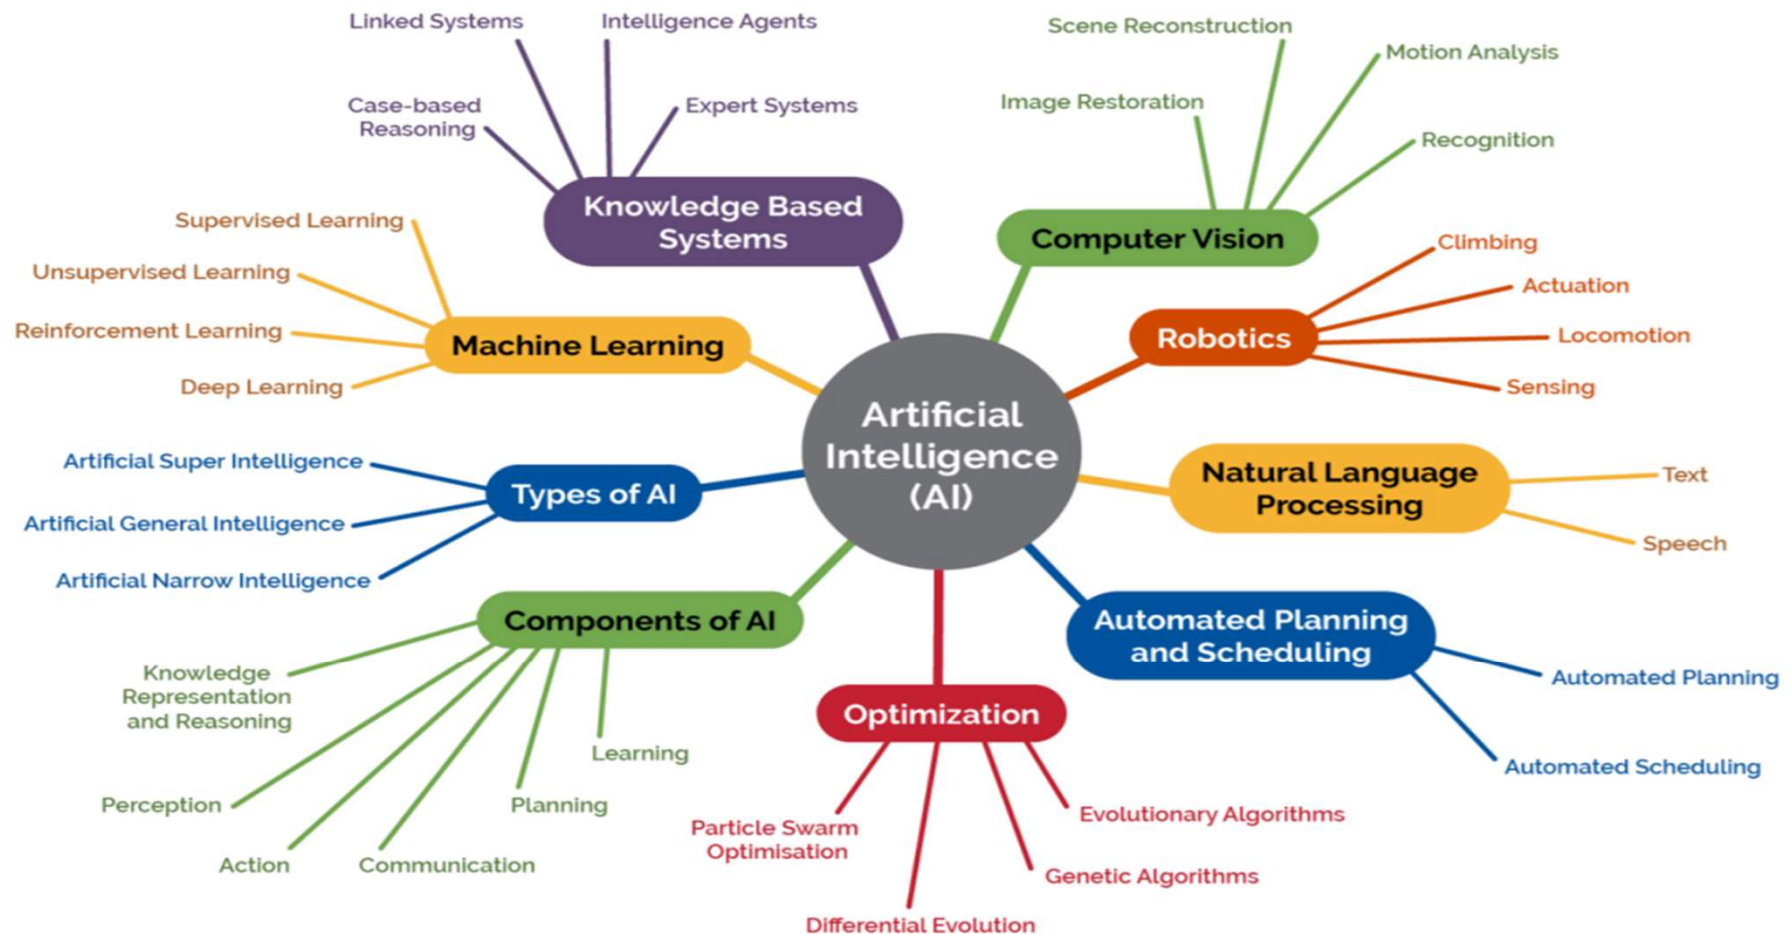 Artificial
Intelligence
(AI)
Knowledge Based
Systems
Linked Systems
Intelligence Agents
Case-based
Reasoning
Expert Systems
Computer Vision
Scene Reconstruction
Motion Analysis
Image Restoration
Recognition
Robotics
Climbing
Actuation
Locomotion
Sensing
Natural Language
Processing
Text
Speech
Automated Planning
and Scheduling
Automated Planning
Automated Scheduling
Optimization
Evolutionary Algorithms
Genetic Algorithms
Differential Evolution
Particle Swarm
Optimisation
Components of AI
Learning
Planning
Communication
Action
Perception
Knowledge
Representation
and Reasoning
Types of AI
Artificial Super Intelligence
Artificial General Intelligence
Artificial Narrow Intelligence
Machine Learning
Supervised Learning
Unsupervised Learning
Reinforcement Learning
Deep Learning